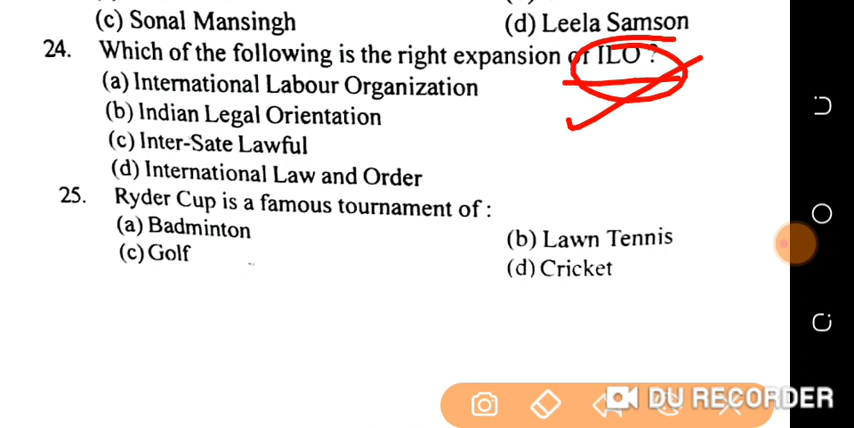 (c) Sonal Mansingh (d) Leela Samson
24. Which of the following is the right expansion of ILO ?
(a) International Labour Organization
(b) Indian Legal Orientation
(c) Inter-Sate Lawful
(d) International Law and Order
25. Ryder Cup is a famous tournament of :
(a) Badminton (b) Lawn Tennis
(c) Golf (d) Cricket
DU RECORDER